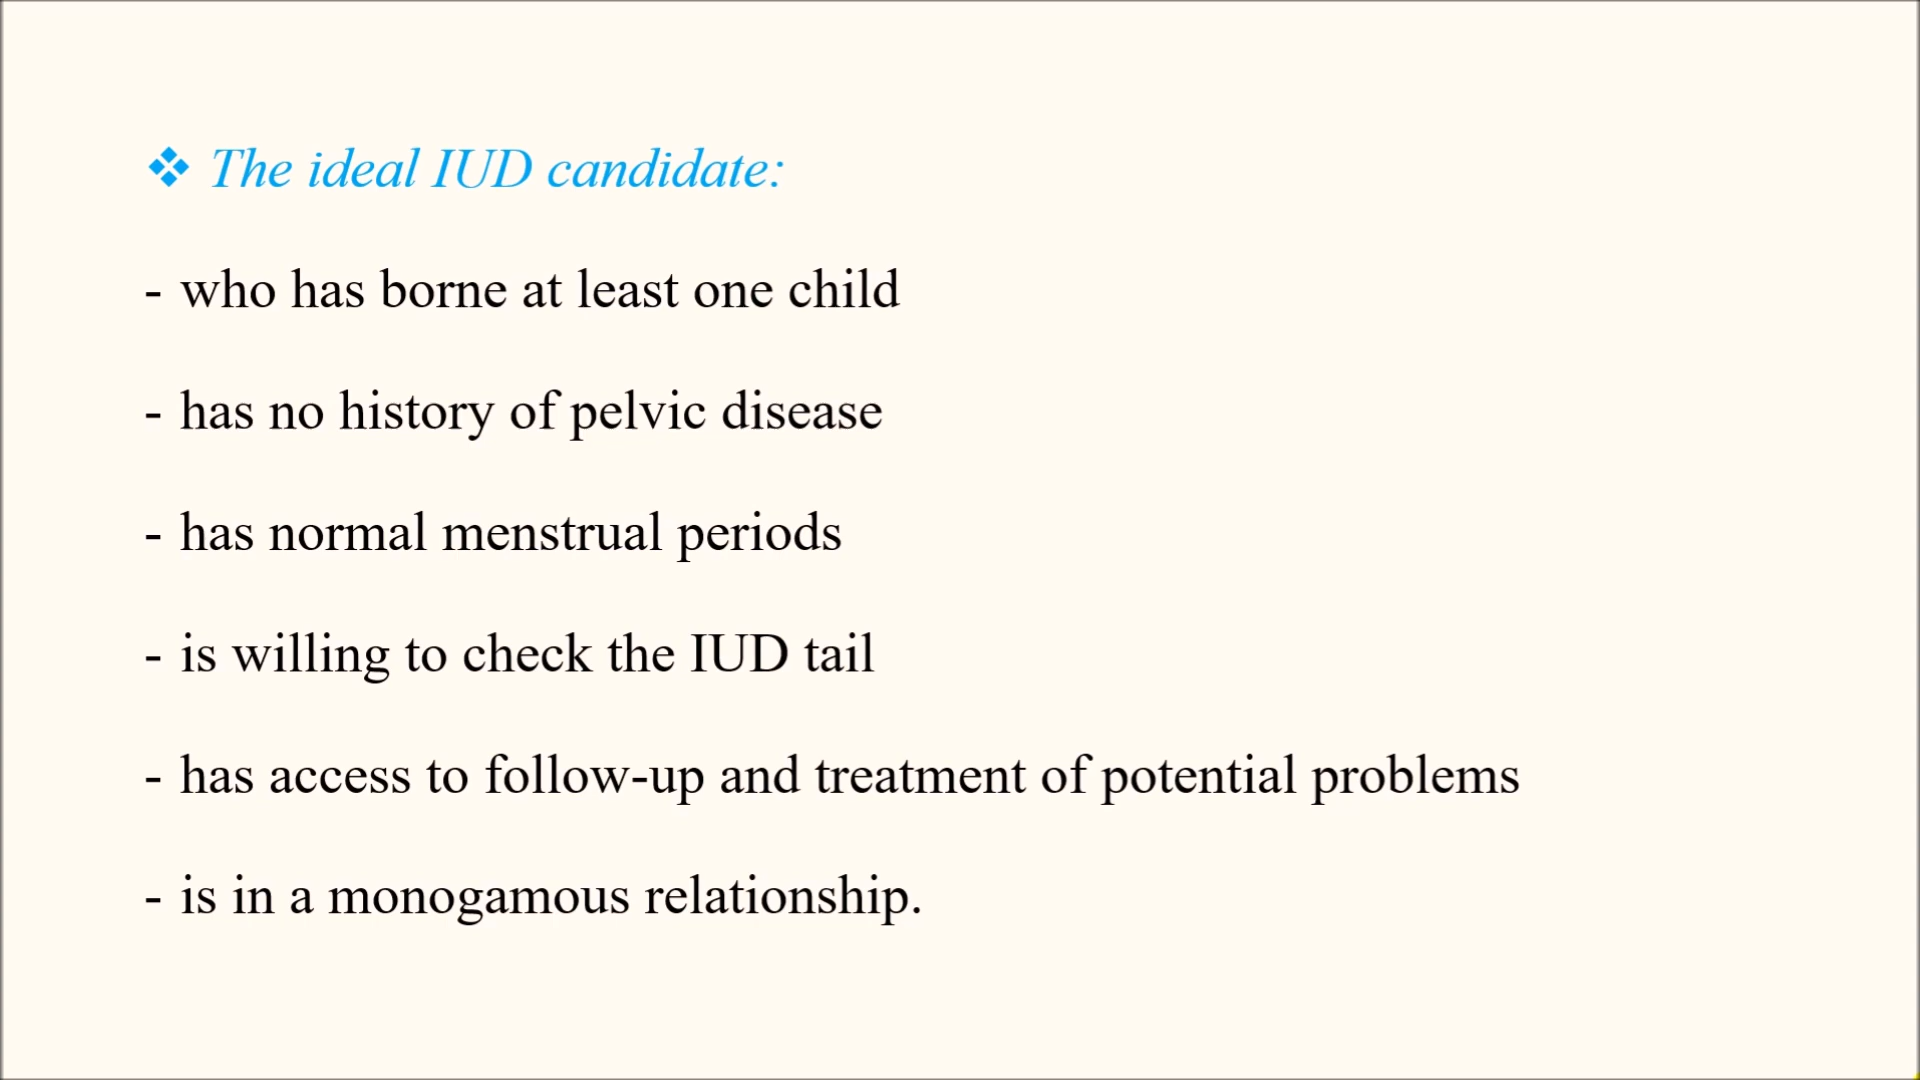 ❖ The ideal IUD candidate:
- who has borne at least one child
- has no history of pelvic disease
- has normal menstrual periods
- is willing to check the IUD tail
- has access to follow-up and treatment of potential problems
- is in a monogamous relationship.